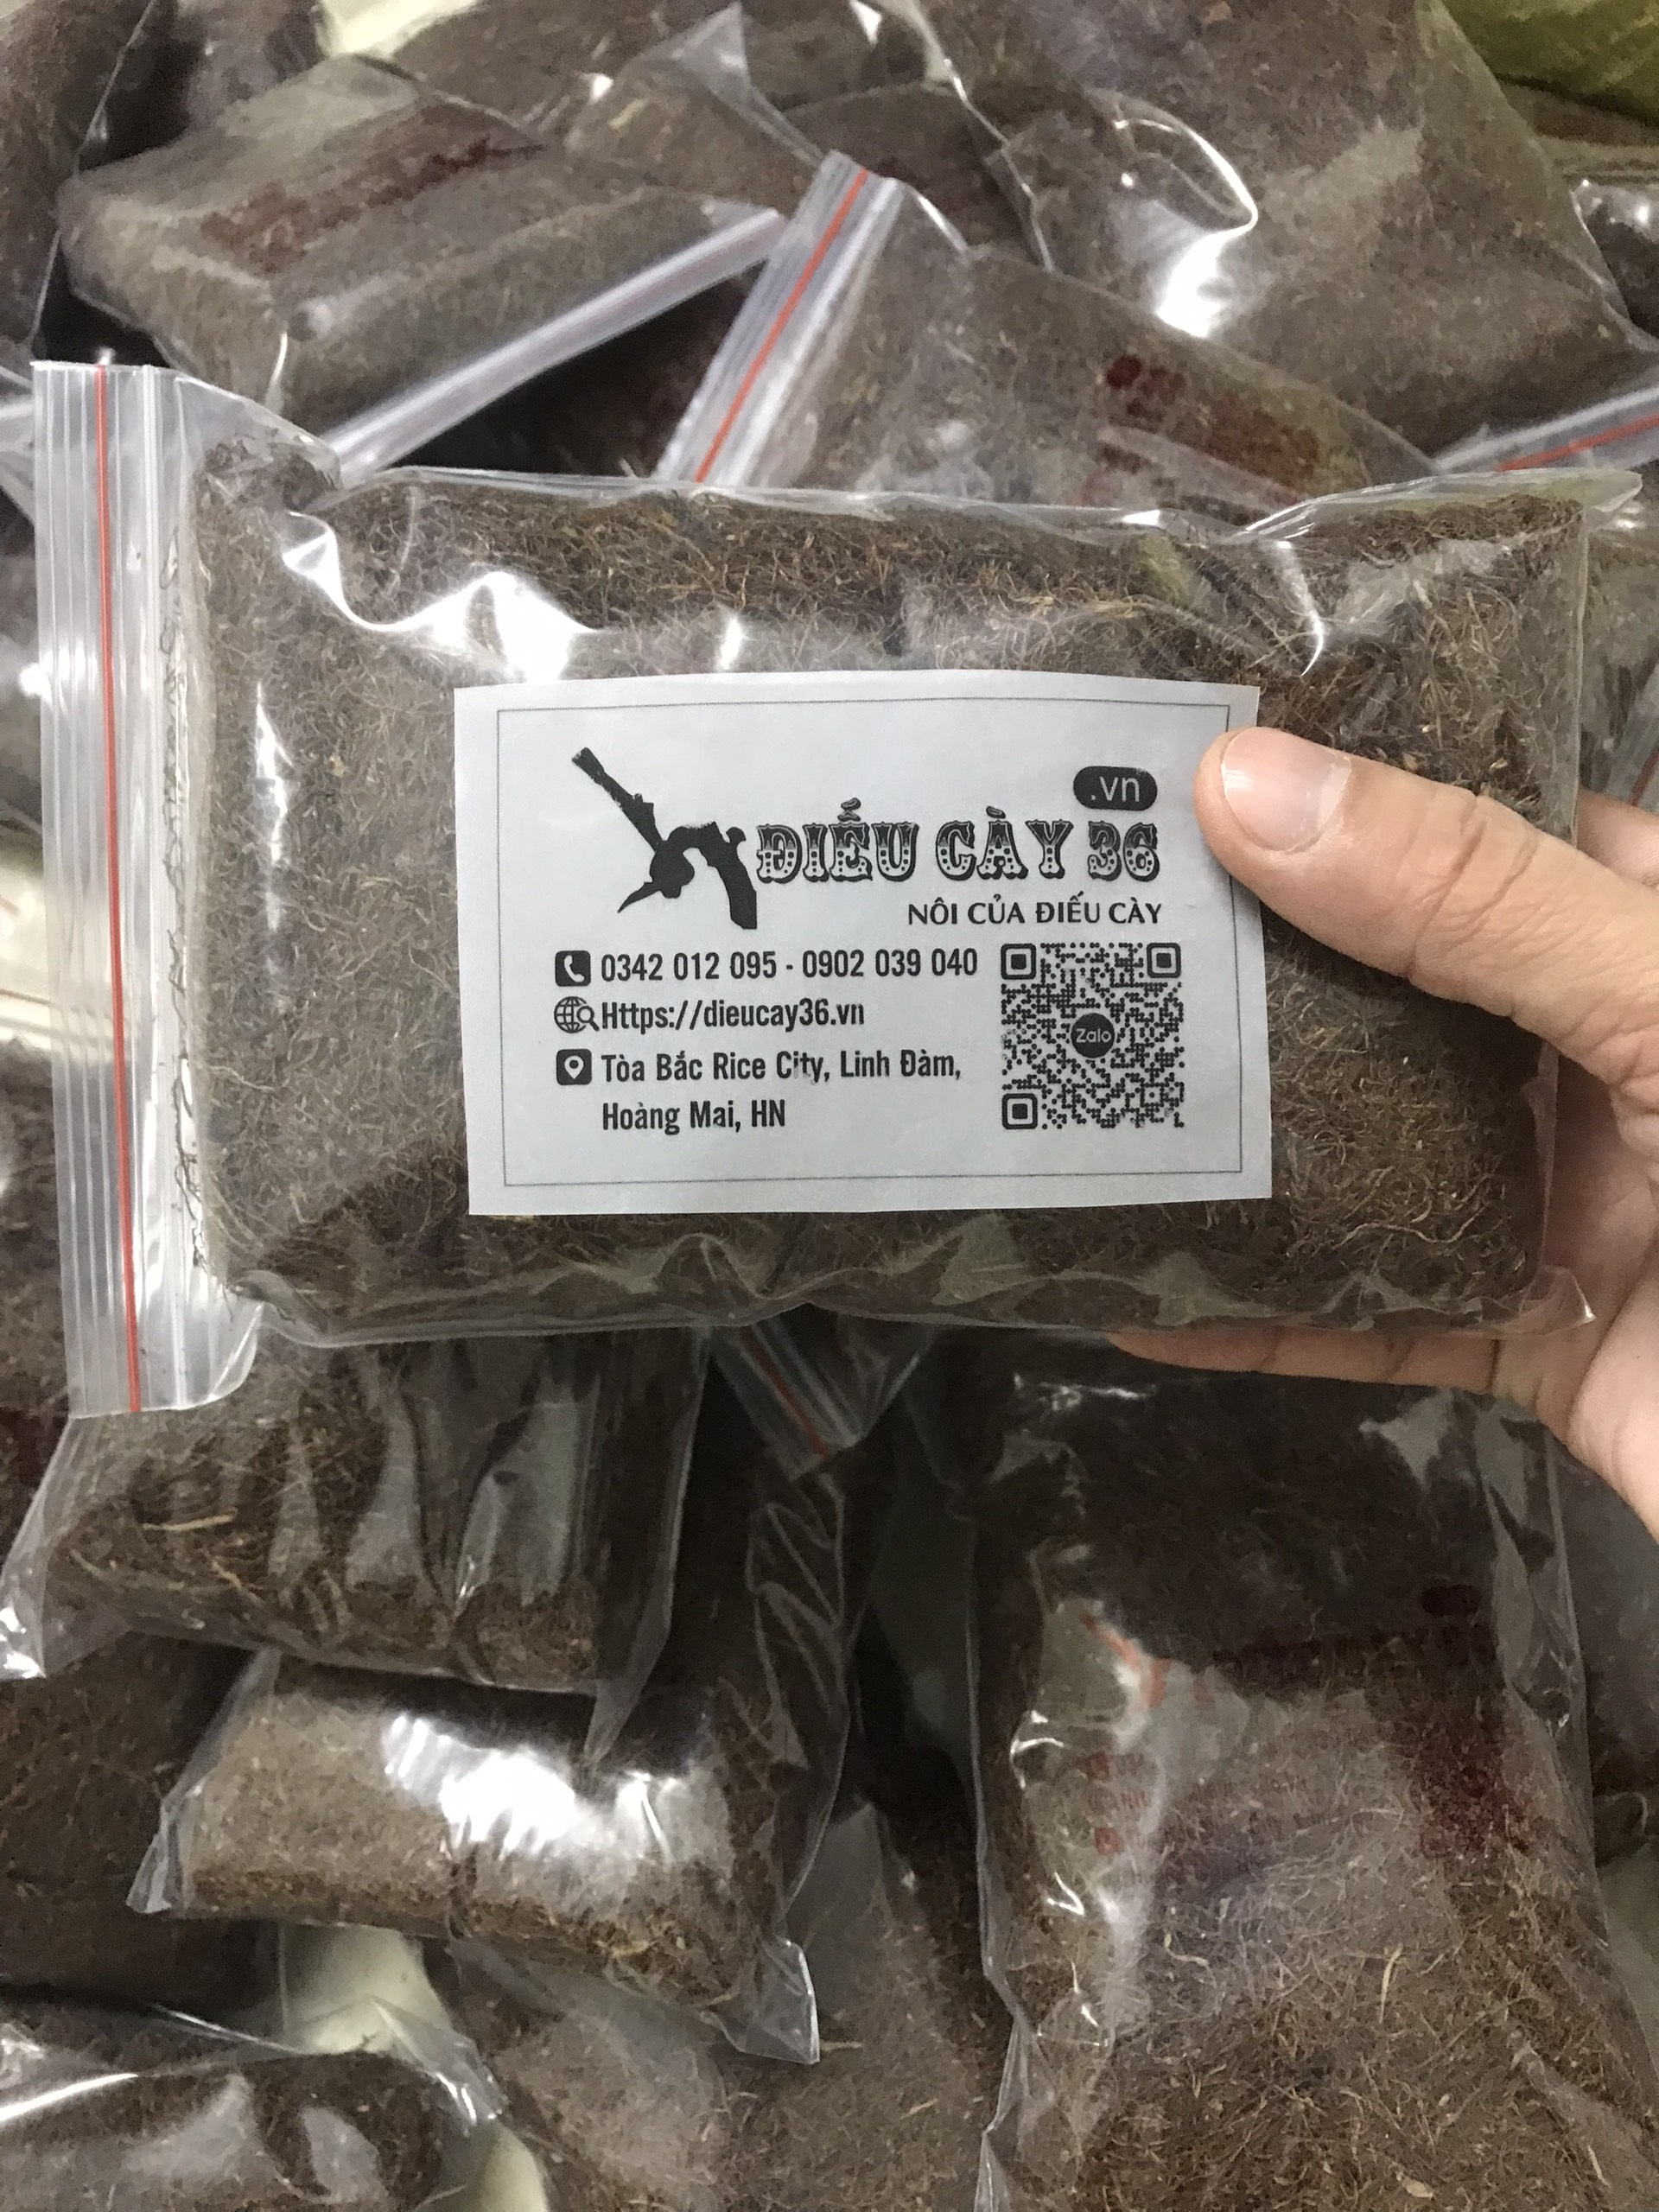 .vn
ĐIẾU CÀY 36
NÔI CỦA ĐIẾU CÀY
0342 012 095 - 0902 039 040
Https://dieucay36.vn
Tòa Bắc Rice City, Linh Đàm,
Hoàng Mai, HN
Zalo